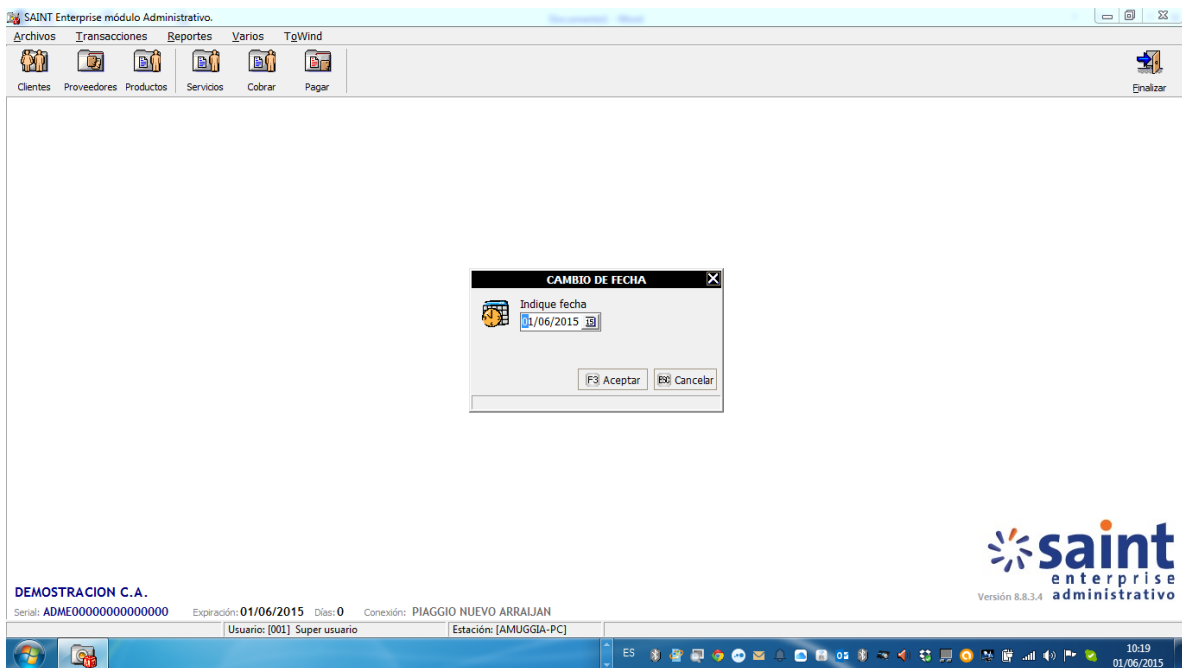 SAINT Enterprise módulo Administrativo.
Archivos Transacciones Reportes Varios ToWind
Clientes Proveedores Productos Servicios Cobrar Pagar Finalizar
CAMBIO DE FECHA
Indique fecha
01/06/2015 15
F3 Aceptar ESC Cancelar
saint
enterprise
Versión 8.8.3.4 administrativo
DEMOSTRACION C.A.
Serial: ADME00000000000000 Expiración: 01/06/2015 Días: 0 Conexión: PIAGGIO NUEVO ARRAIJAN
Usuario: [001] Super usuario Estación: [AMUGGIA-PC]
ES 10:19
01/06/2015